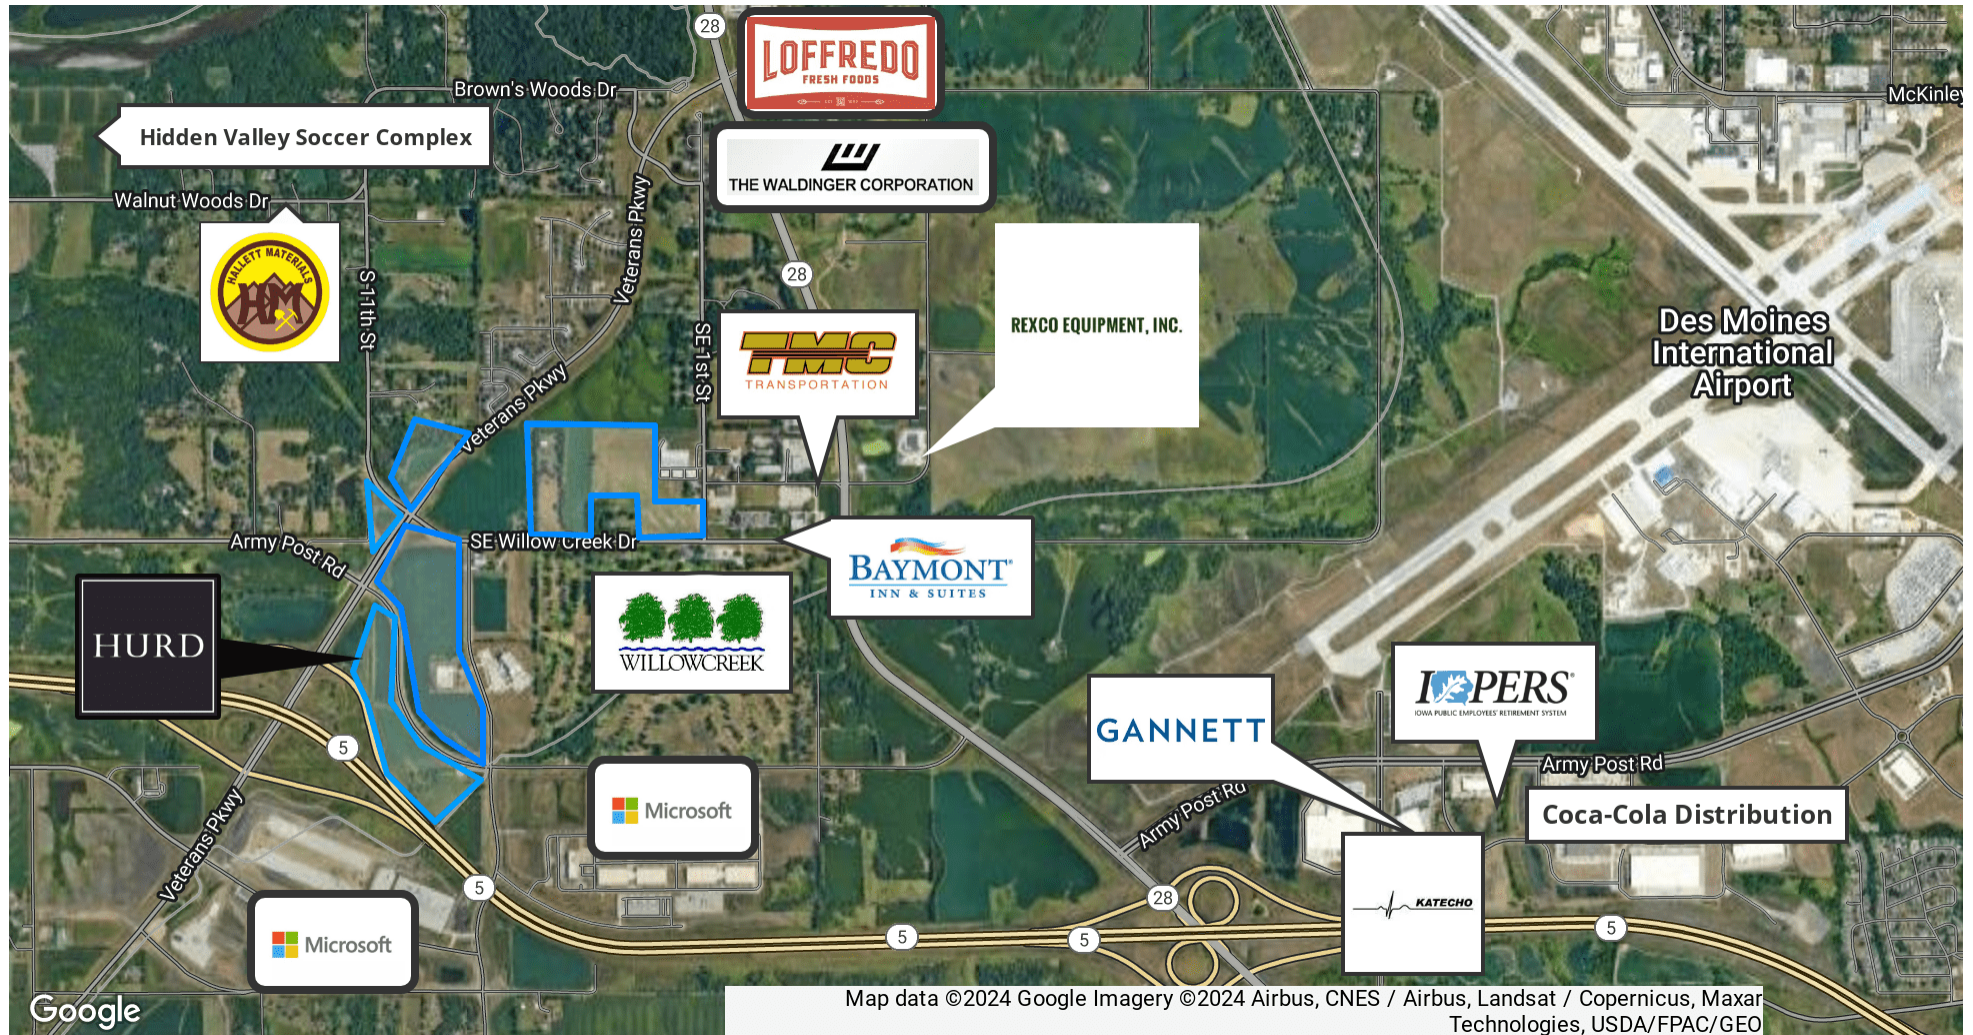 28
LOFFREDO
FRESH FOODS
Brown's Woods Dr
McKinley
Hidden Valley Soccer Complex
THE WALDINGER CORPORATION
Walnut Woods Dr
HALLETT MATERIALS
HM
S 11th St
Veterans Pkwy
28
SE 1st St
TMC
TRANSPORTATION
REXCO EQUIPMENT, INC.
Des Moines
International
Airport
Veterans Pkwy
Army Post Rd
SE Willow Creek Dr
BAYMONT
INN & SUITES
HURD
WILLOWCREEK
IPERS
IOWA PUBLIC EMPLOYEES' RETIREMENT SYSTEM
GANNETT
5
Army Post Rd
Microsoft
Army Post Rd
Coca-Cola Distribution
Veterans Pkwy
5
28
KATECHO
5
5
5
Microsoft
Google
Map data ©2024 Google Imagery ©2024 Airbus, CNES / Airbus, Landsat / Copernicus, Maxar
Technologies, USDA/FPAC/GEO